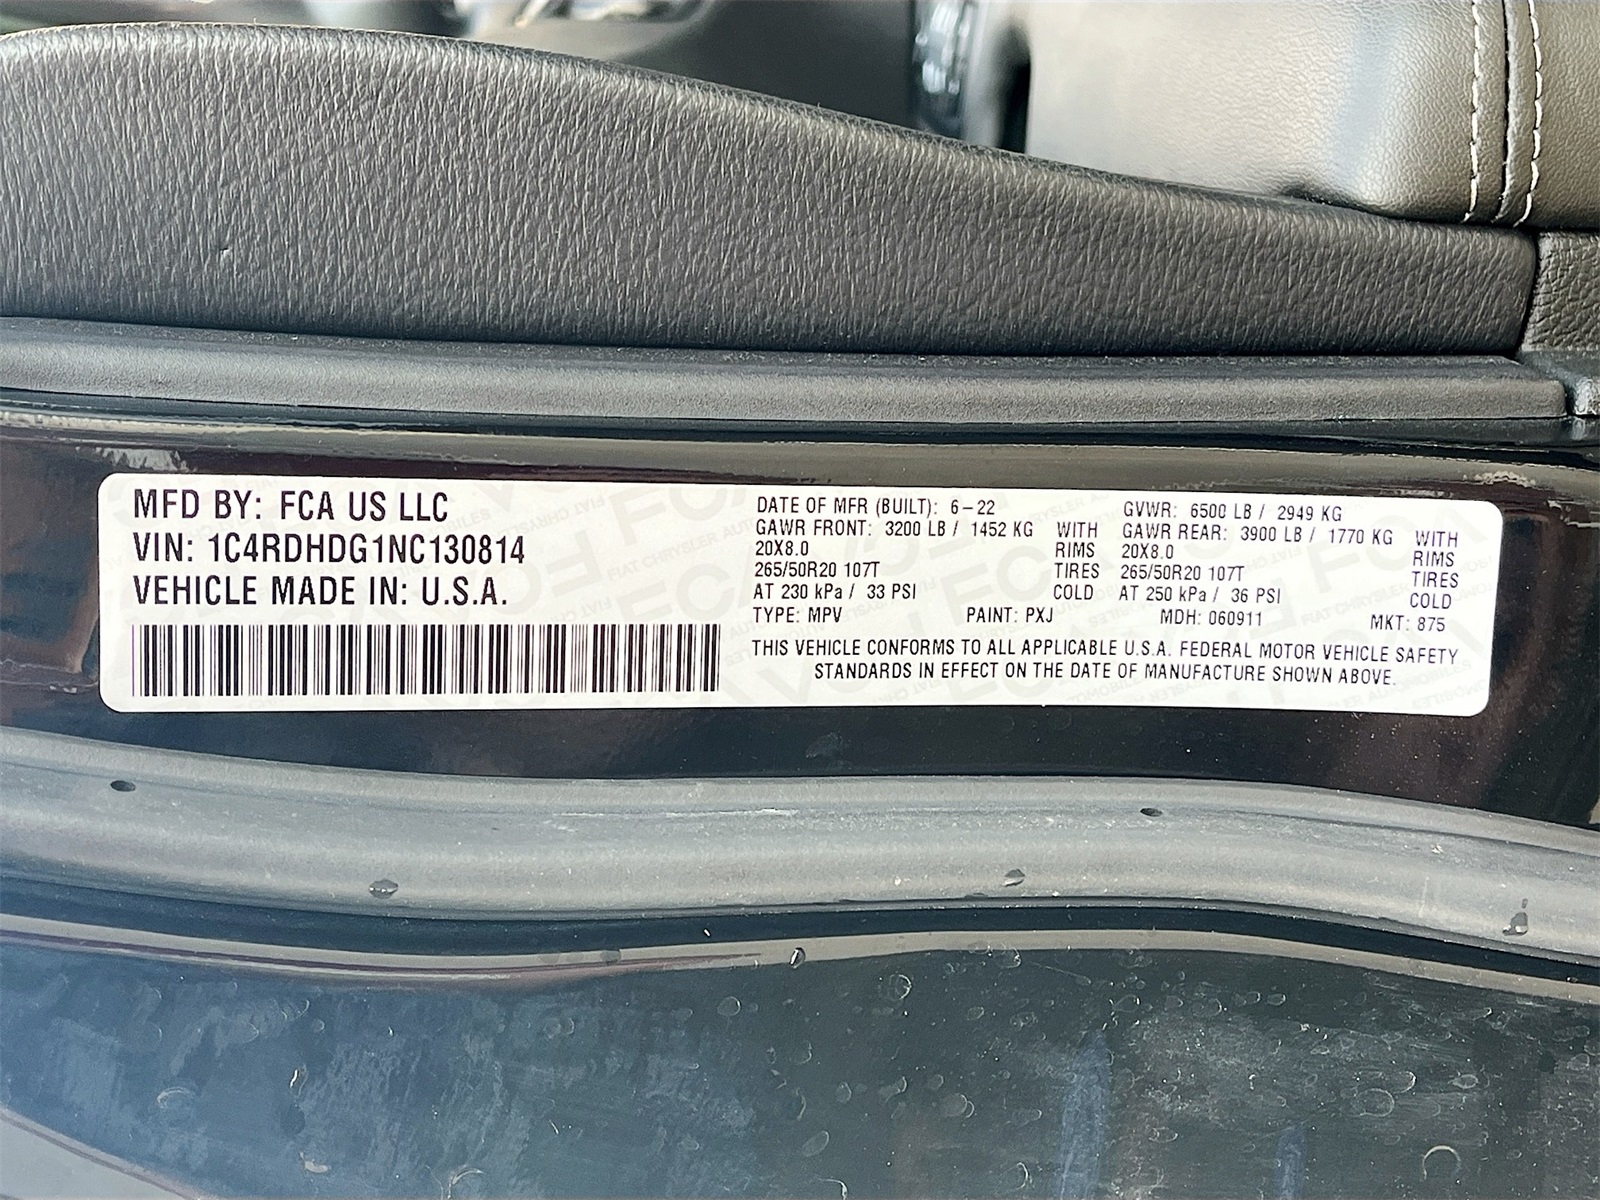 MFD BY: FCA US LLC
VIN: 1C4RDHDG1NC130814
VEHICLE MADE IN: U.S.A.
DATE OF MFR (BUILT): 6-22
GAWR FRONT: 3200 LB / 1452 KG WITH
20X8.0 RIMS
265/50R20 107T TIRES
AT 230 kPa / 33 PSI COLD
GVWR: 6500 LB / 2949 KG
GAWR REAR: 3900 LB / 1770 KG WITH
20X8.0 RIMS
265/50R20 107T TIRES
AT 250 kPa / 36 PSI COLD
TYPE: MPV PAINT: PXJ MDH: 060911 MKT: 875
THIS VEHICLE CONFORMS TO ALL APPLICABLE U.S.A. FEDERAL MOTOR VEHICLE SAFETY
STANDARDS IN EFFECT ON THE DATE OF MANUFACTURE SHOWN ABOVE.